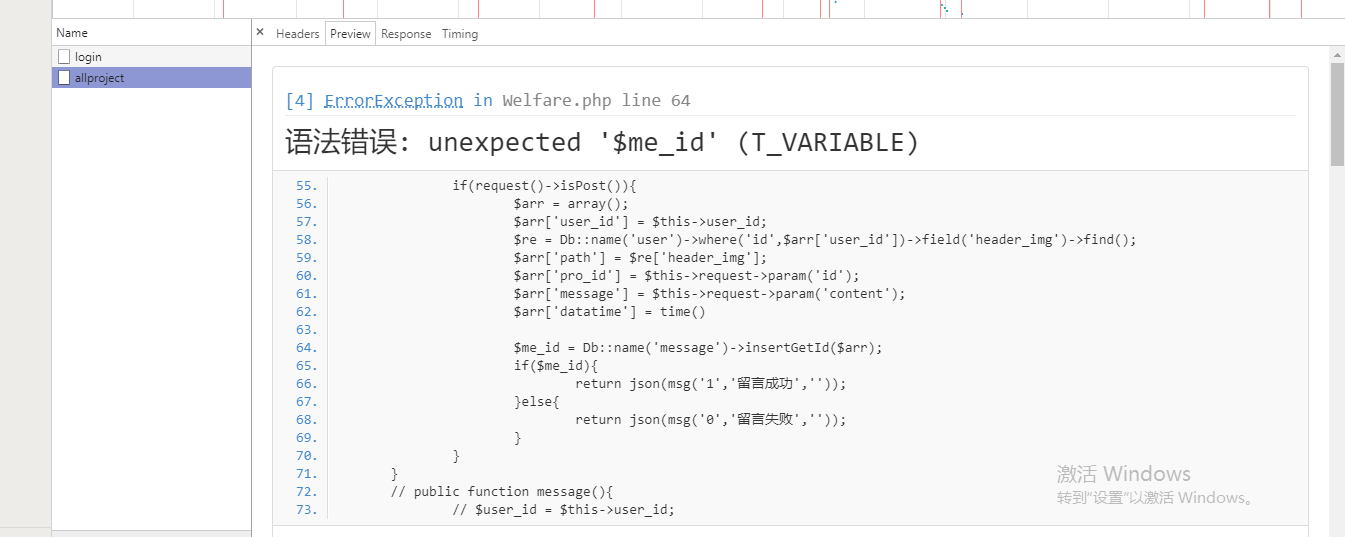 Name
login
allproject
× Headers Preview Response Timing
[4] ErrorException in Welfare.php line 64
语法错误: unexpected '$me_id' (T_VARIABLE)
55. if(request()->isPost()){
56. $arr = array();
57. $arr['user_id'] = $this->user_id;
58. $re = Db::name('user')->where('id',$arr['user_id'])->field('header_img')->find();
59. $arr['path'] = $re['header_img'];
60. $arr['pro_id'] = $this->request->param('id');
61. $arr['message'] = $this->request->param('content');
62. $arr['datatime'] = time()
63.
64. $me_id = Db::name('message')->insertGetId($arr);
65. if($me_id){
66. return json(msg('1','留言成功',''));
67. }else{
68. return json(msg('0','留言失败',''));
69. }
70. }
71. }
72. // public function message(){
73. // $user_id = $this->user_id;
激活 Windows
转到“设置”以激活 Windows。